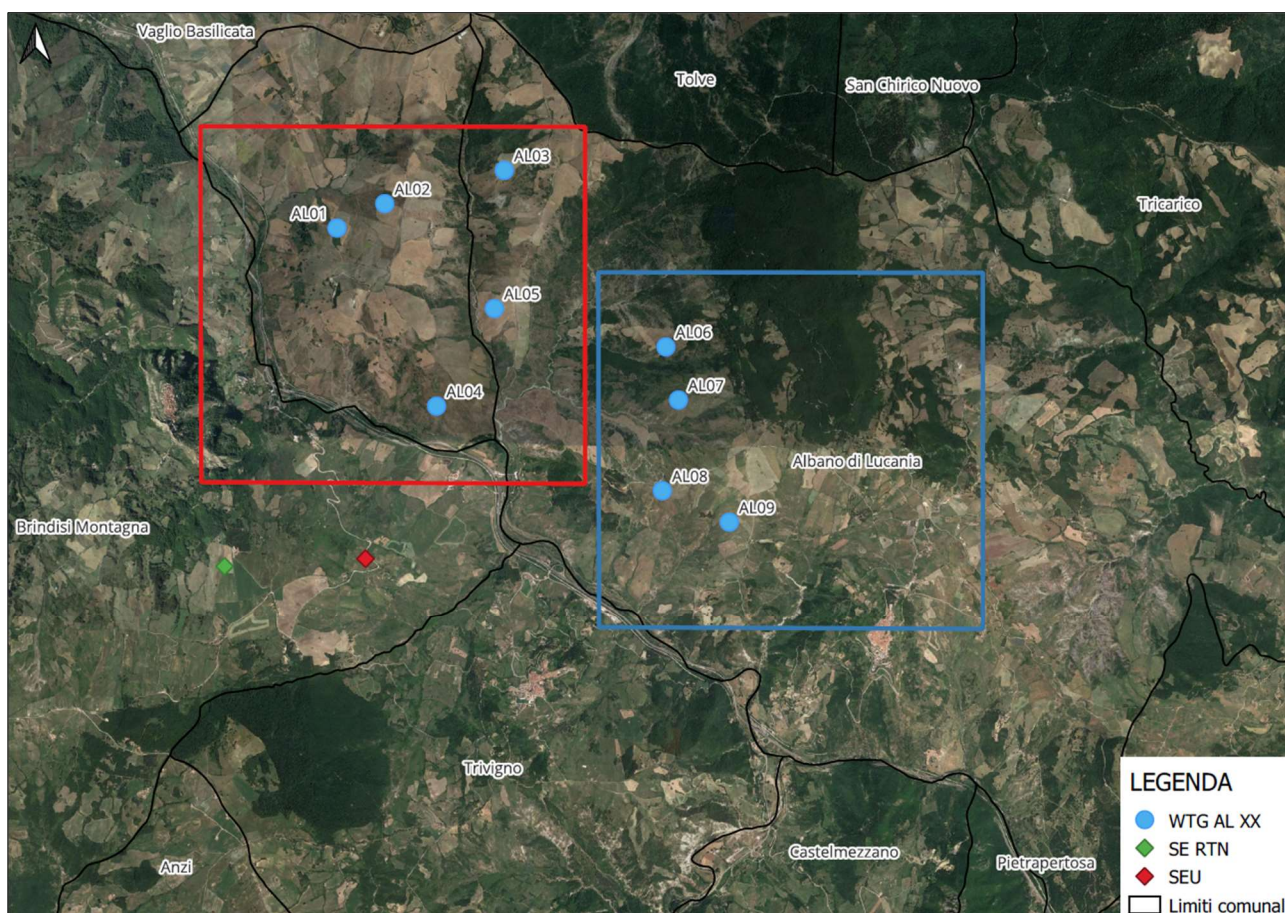 Vaglio Basilicata
Tolve
San Chirico Nuovo
AL03
AL02
Tricarico
AL01
AL05
AL06
AL07
AL04
Albano di Lucania
AL08
AL09
Brindisi Montagna
Trivigno
Castelmezzano
Pietrapertosa
Anzi
LEGENDA
WTG AL XX
SE RTN
SEU
Limiti comunal